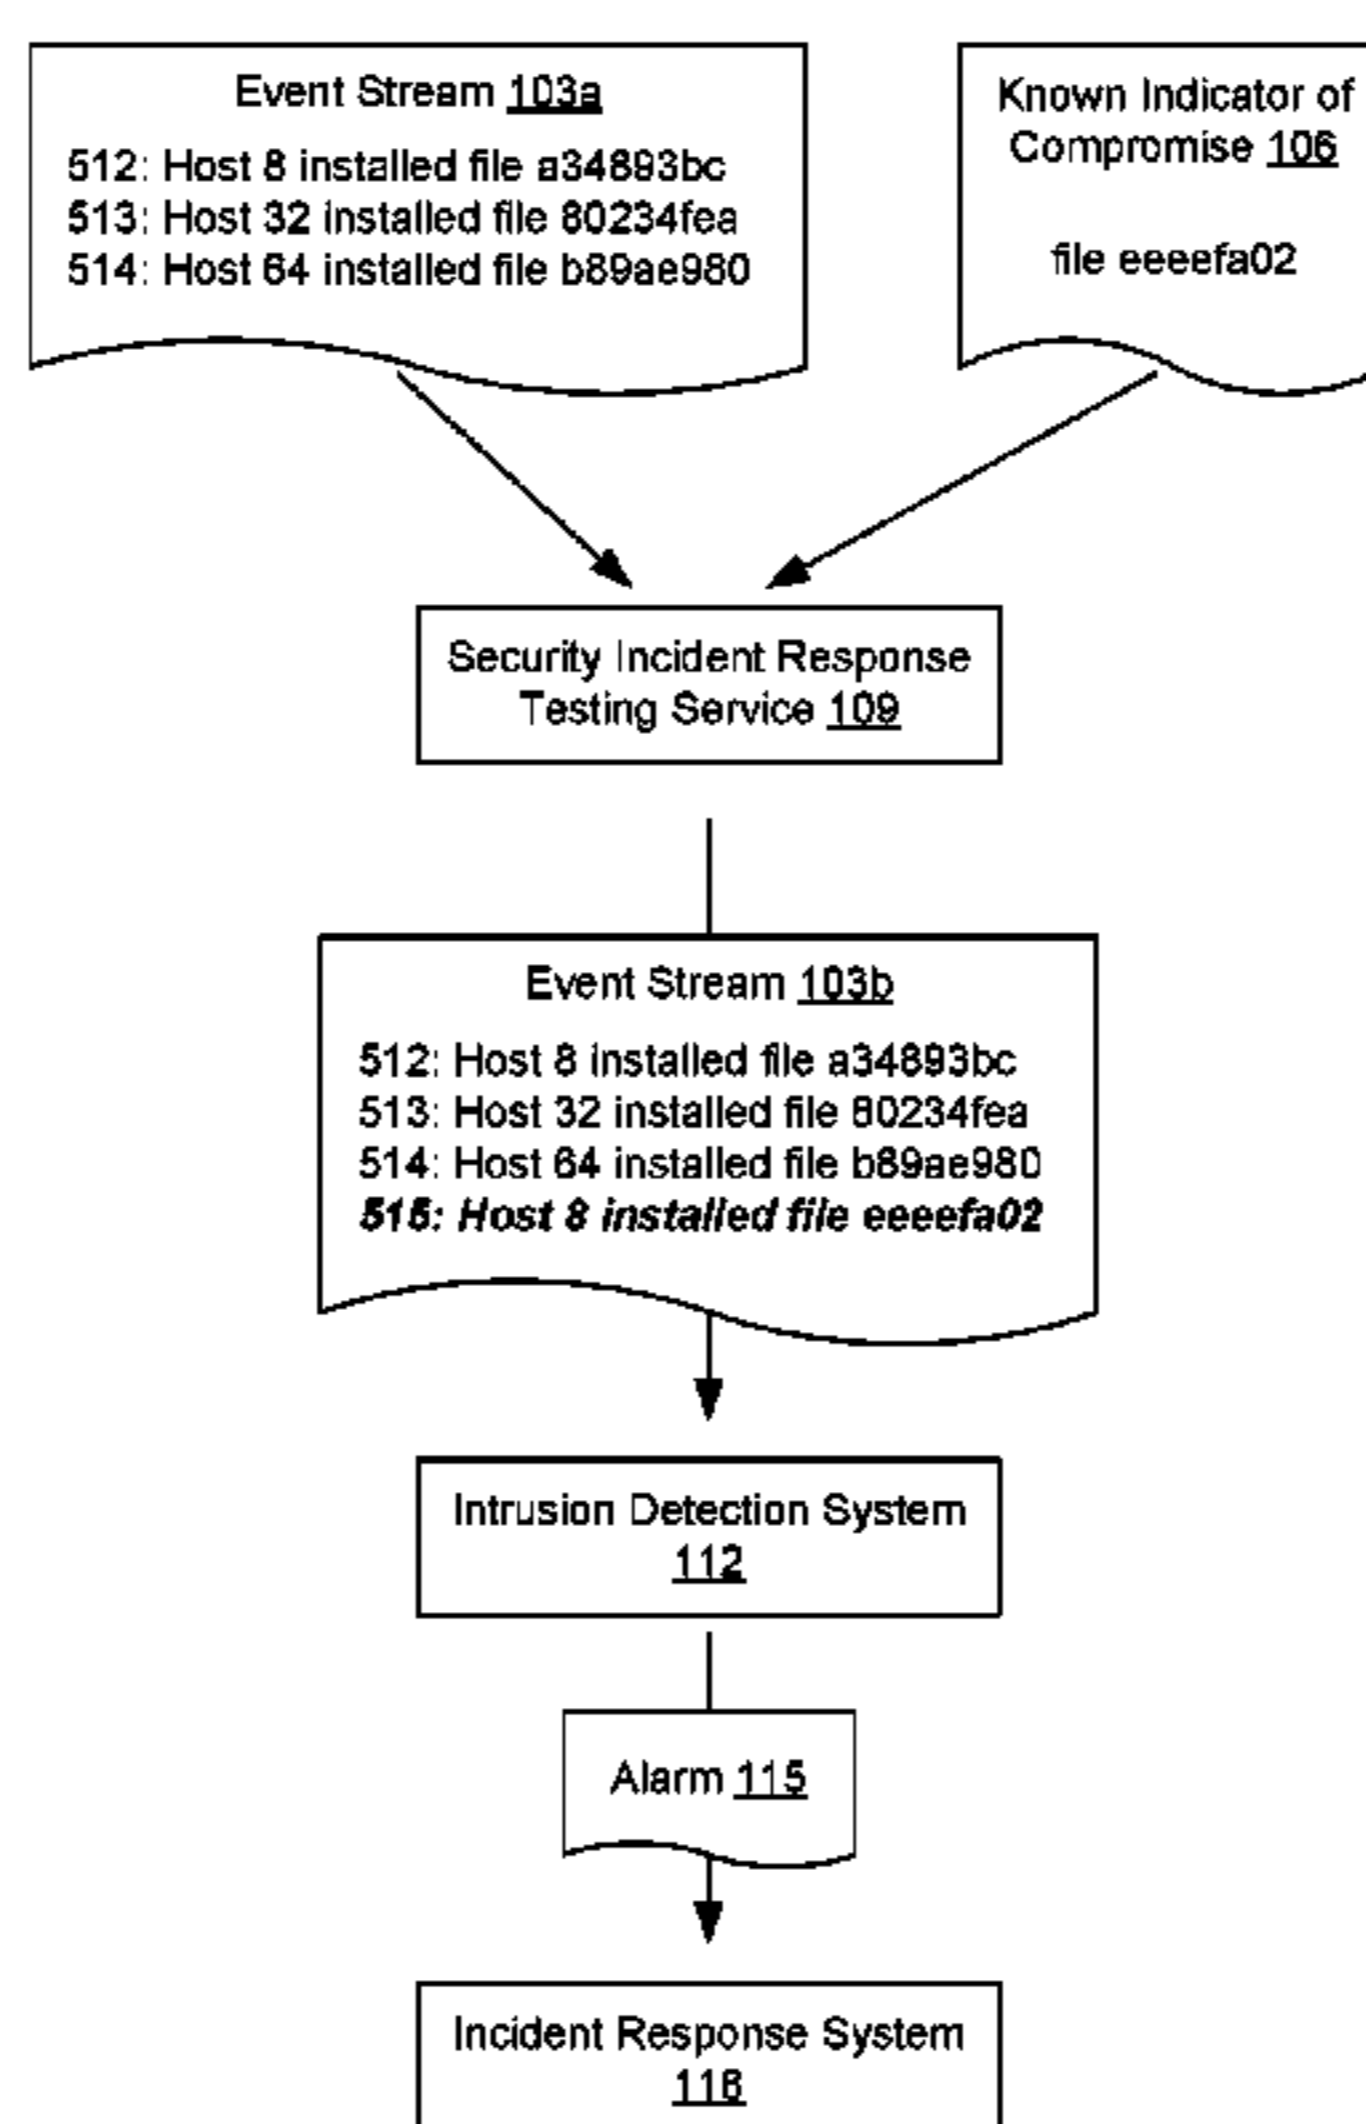 Event Stream 103a
512: Host 8 installed file a34893bc
513: Host 32 installed file 80234fea
514: Host 64 installed file b89ae980
Known Indicator of
Compromise 106
file eeeefa02
Security Incident Response
Testing Service 109
Event Stream 103b
512: Host 8 installed file a34893bc
513: Host 32 installed file 80234fea
514: Host 64 installed file b89ae980
515: Host 8 installed file eeeefa02
Intrusion Detection System
112
Alarm 115
Incident Response System
118